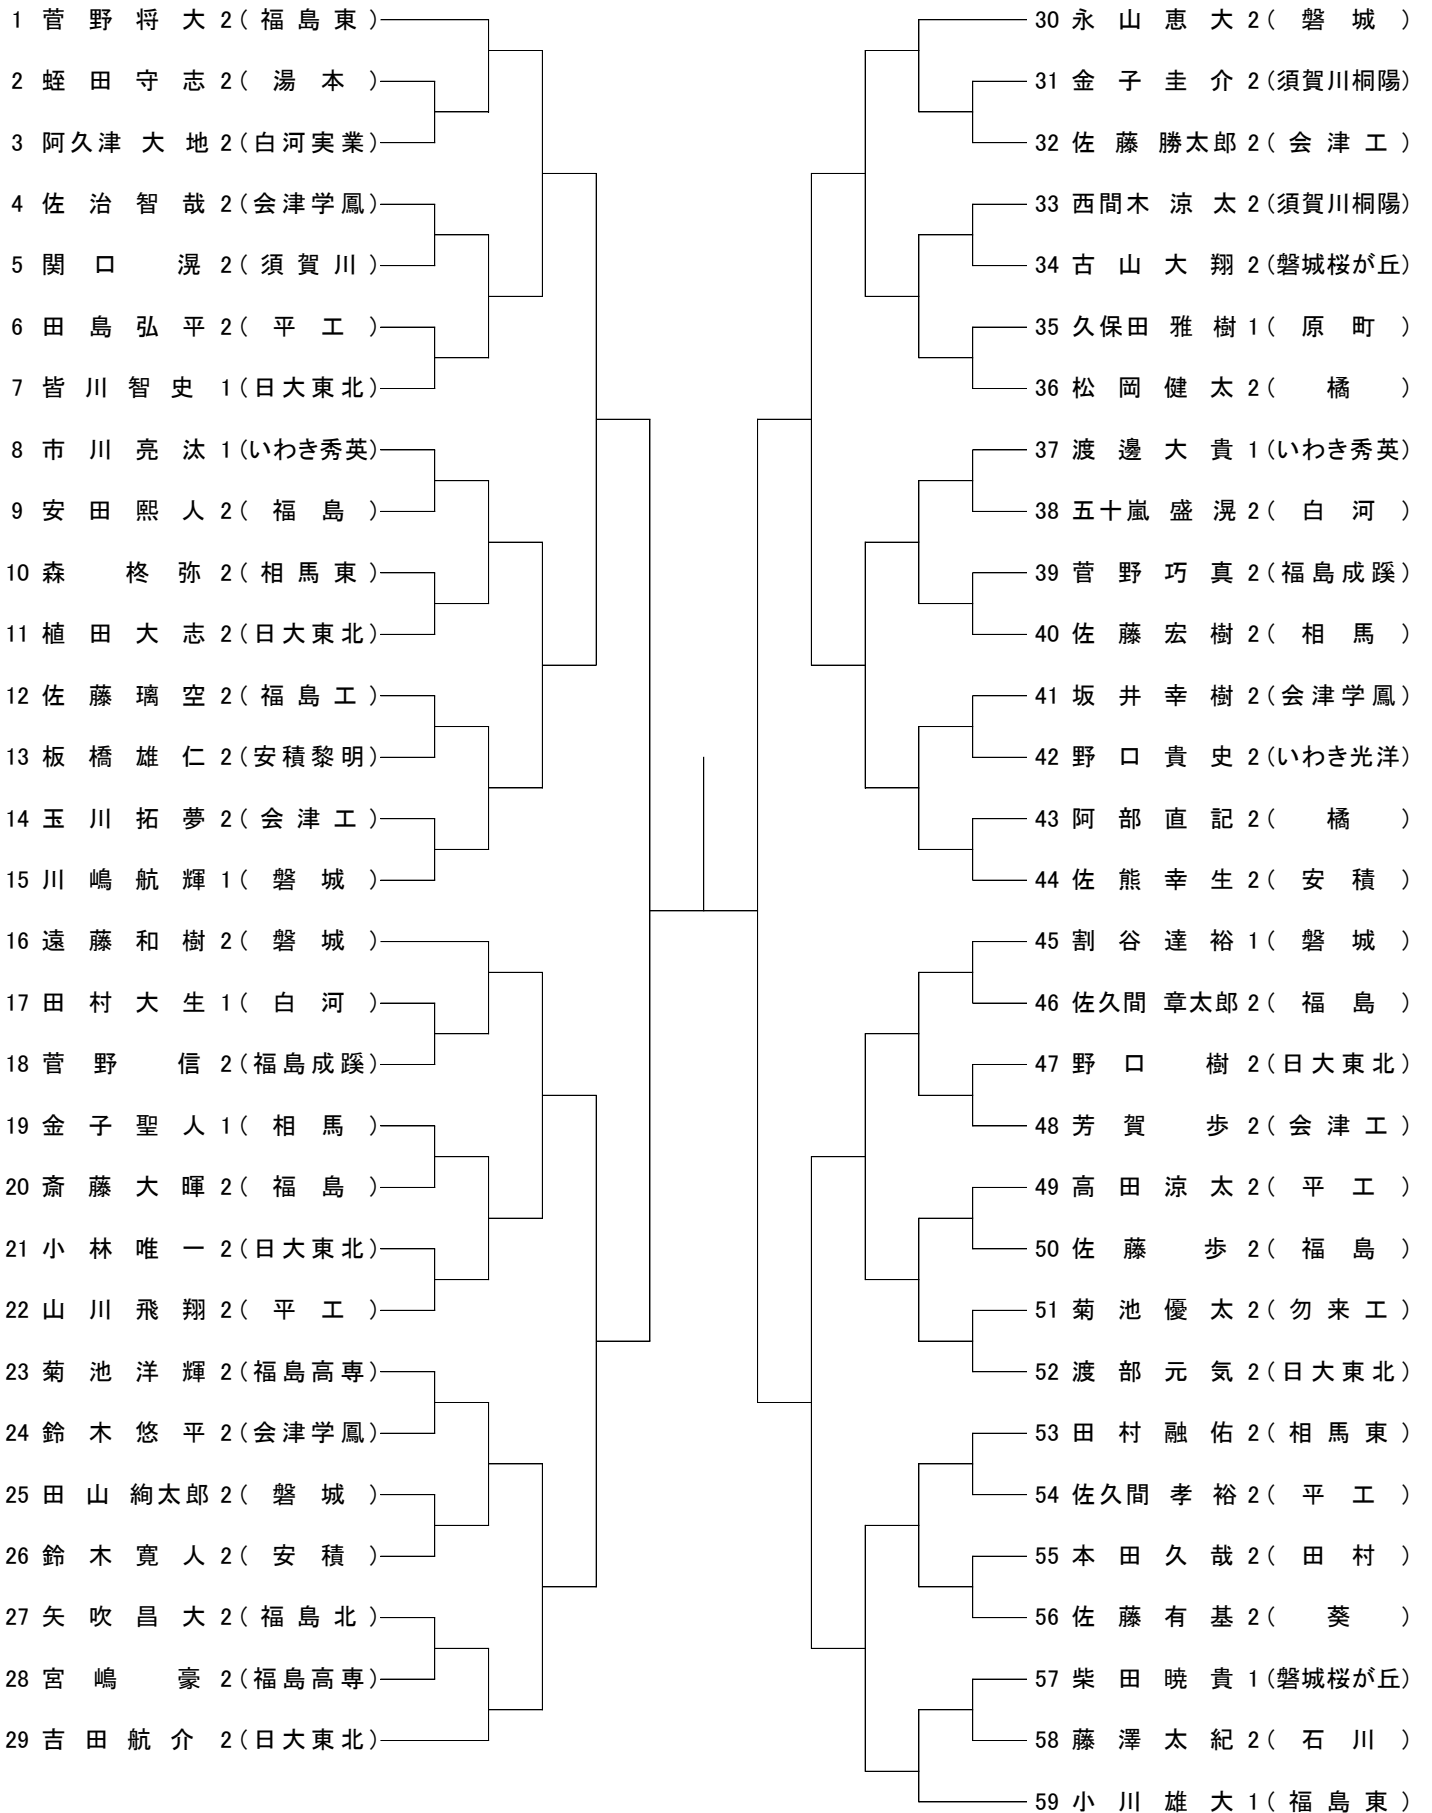 1 菅野将大 2(福島東)
2 蛭田守志 2(湯本)
3 阿久津大地 2(白河実業)
4 佐治智哉 2(会津学鳳)
5 関口滉 2(須賀川)
6 田島弘平 2(平工)
7 皆川智史 1(日大東北)
8 市川亮汰 1(いわき秀英)
9 安田熙人 2(福島)
10 森柊弥 2(相馬東)
11 植田大志 2(日大東北)
12 佐藤璃空 2(福島工)
13 板橋雄仁 2(安積黎明)
14 玉川拓夢 2(会津工)
15 川嶋航輝 1(磐城)
16 遠藤和樹 2(磐城)
17 田村大生 1(白河)
18 菅野信 2(福島成蹊)
19 金子聖人 1(相馬)
20 斎藤大暉 2(福島)
21 小林唯一 2(日大東北)
22 山川飛翔 2(平工)
23 菊池洋輝 2(福島高専)
24 鈴木悠平 2(会津学鳳)
25 田山絢太郎 2(磐城)
26 鈴木寛人 2(安積)
27 矢吹昌大 2(福島北)
28 宮嶋豪 2(福島高専)
29 吉田航介 2(日大東北)
30 永山恵大 2(磐城)
31 金子圭介 2(須賀川桐陽)
32 佐藤勝太郎 2(会津工)
33 西間木涼太 2(須賀川桐陽)
34 古山大翔 2(磐城桜が丘)
35 久保田雅樹 1(原町)
36 松岡健太 2(橘)
37 渡邊大貴 1(いわき秀英)
38 五十嵐盛滉 2(白河)
39 菅野巧真 2(福島成蹊)
40 佐藤宏樹 2(相馬)
41 坂井幸樹 2(会津学鳳)
42 野口貴史 2(いわき光洋)
43 阿部直記 2(橘)
44 佐熊幸生 2(安積)
45 割谷達裕 1(磐城)
46 佐久間章太郎 2(福島)
47 野口樹 2(日大東北)
48 芳賀歩 2(会津工)
49 高田涼太 2(平工)
50 佐藤歩 2(福島)
51 菊池優太 2(勿来工)
52 渡部元気 2(日大東北)
53 田村融佑 2(相馬東)
54 佐久間孝裕 2(平工)
55 本田久哉 2(田村)
56 佐藤有基 2(葵)
57 柴田暁貴 1(磐城桜が丘)
58 藤澤太紀 2(石川)
59 小川雄大 1(福島東)